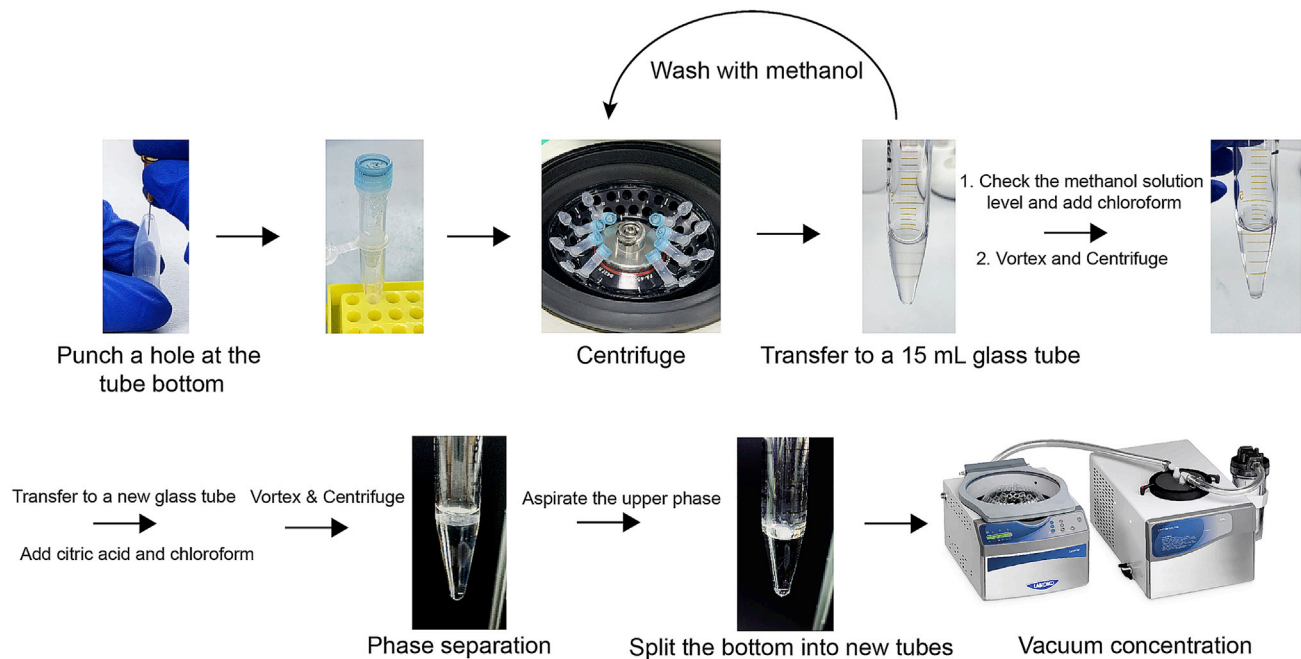 Wash with methanol
1. Check the methanol solution
level and add chloroform
2. Vortex and Centrifuge
Punch a hole at the
tube bottom
Centrifuge
Transfer to a 15 mL glass tube
Transfer to a new glass tube
Add citric acid and chloroform
Vortex & Centrifuge
Aspirate the upper phase
LABCONCO
Phase separation
Split the bottom into new tubes
Vacuum concentration